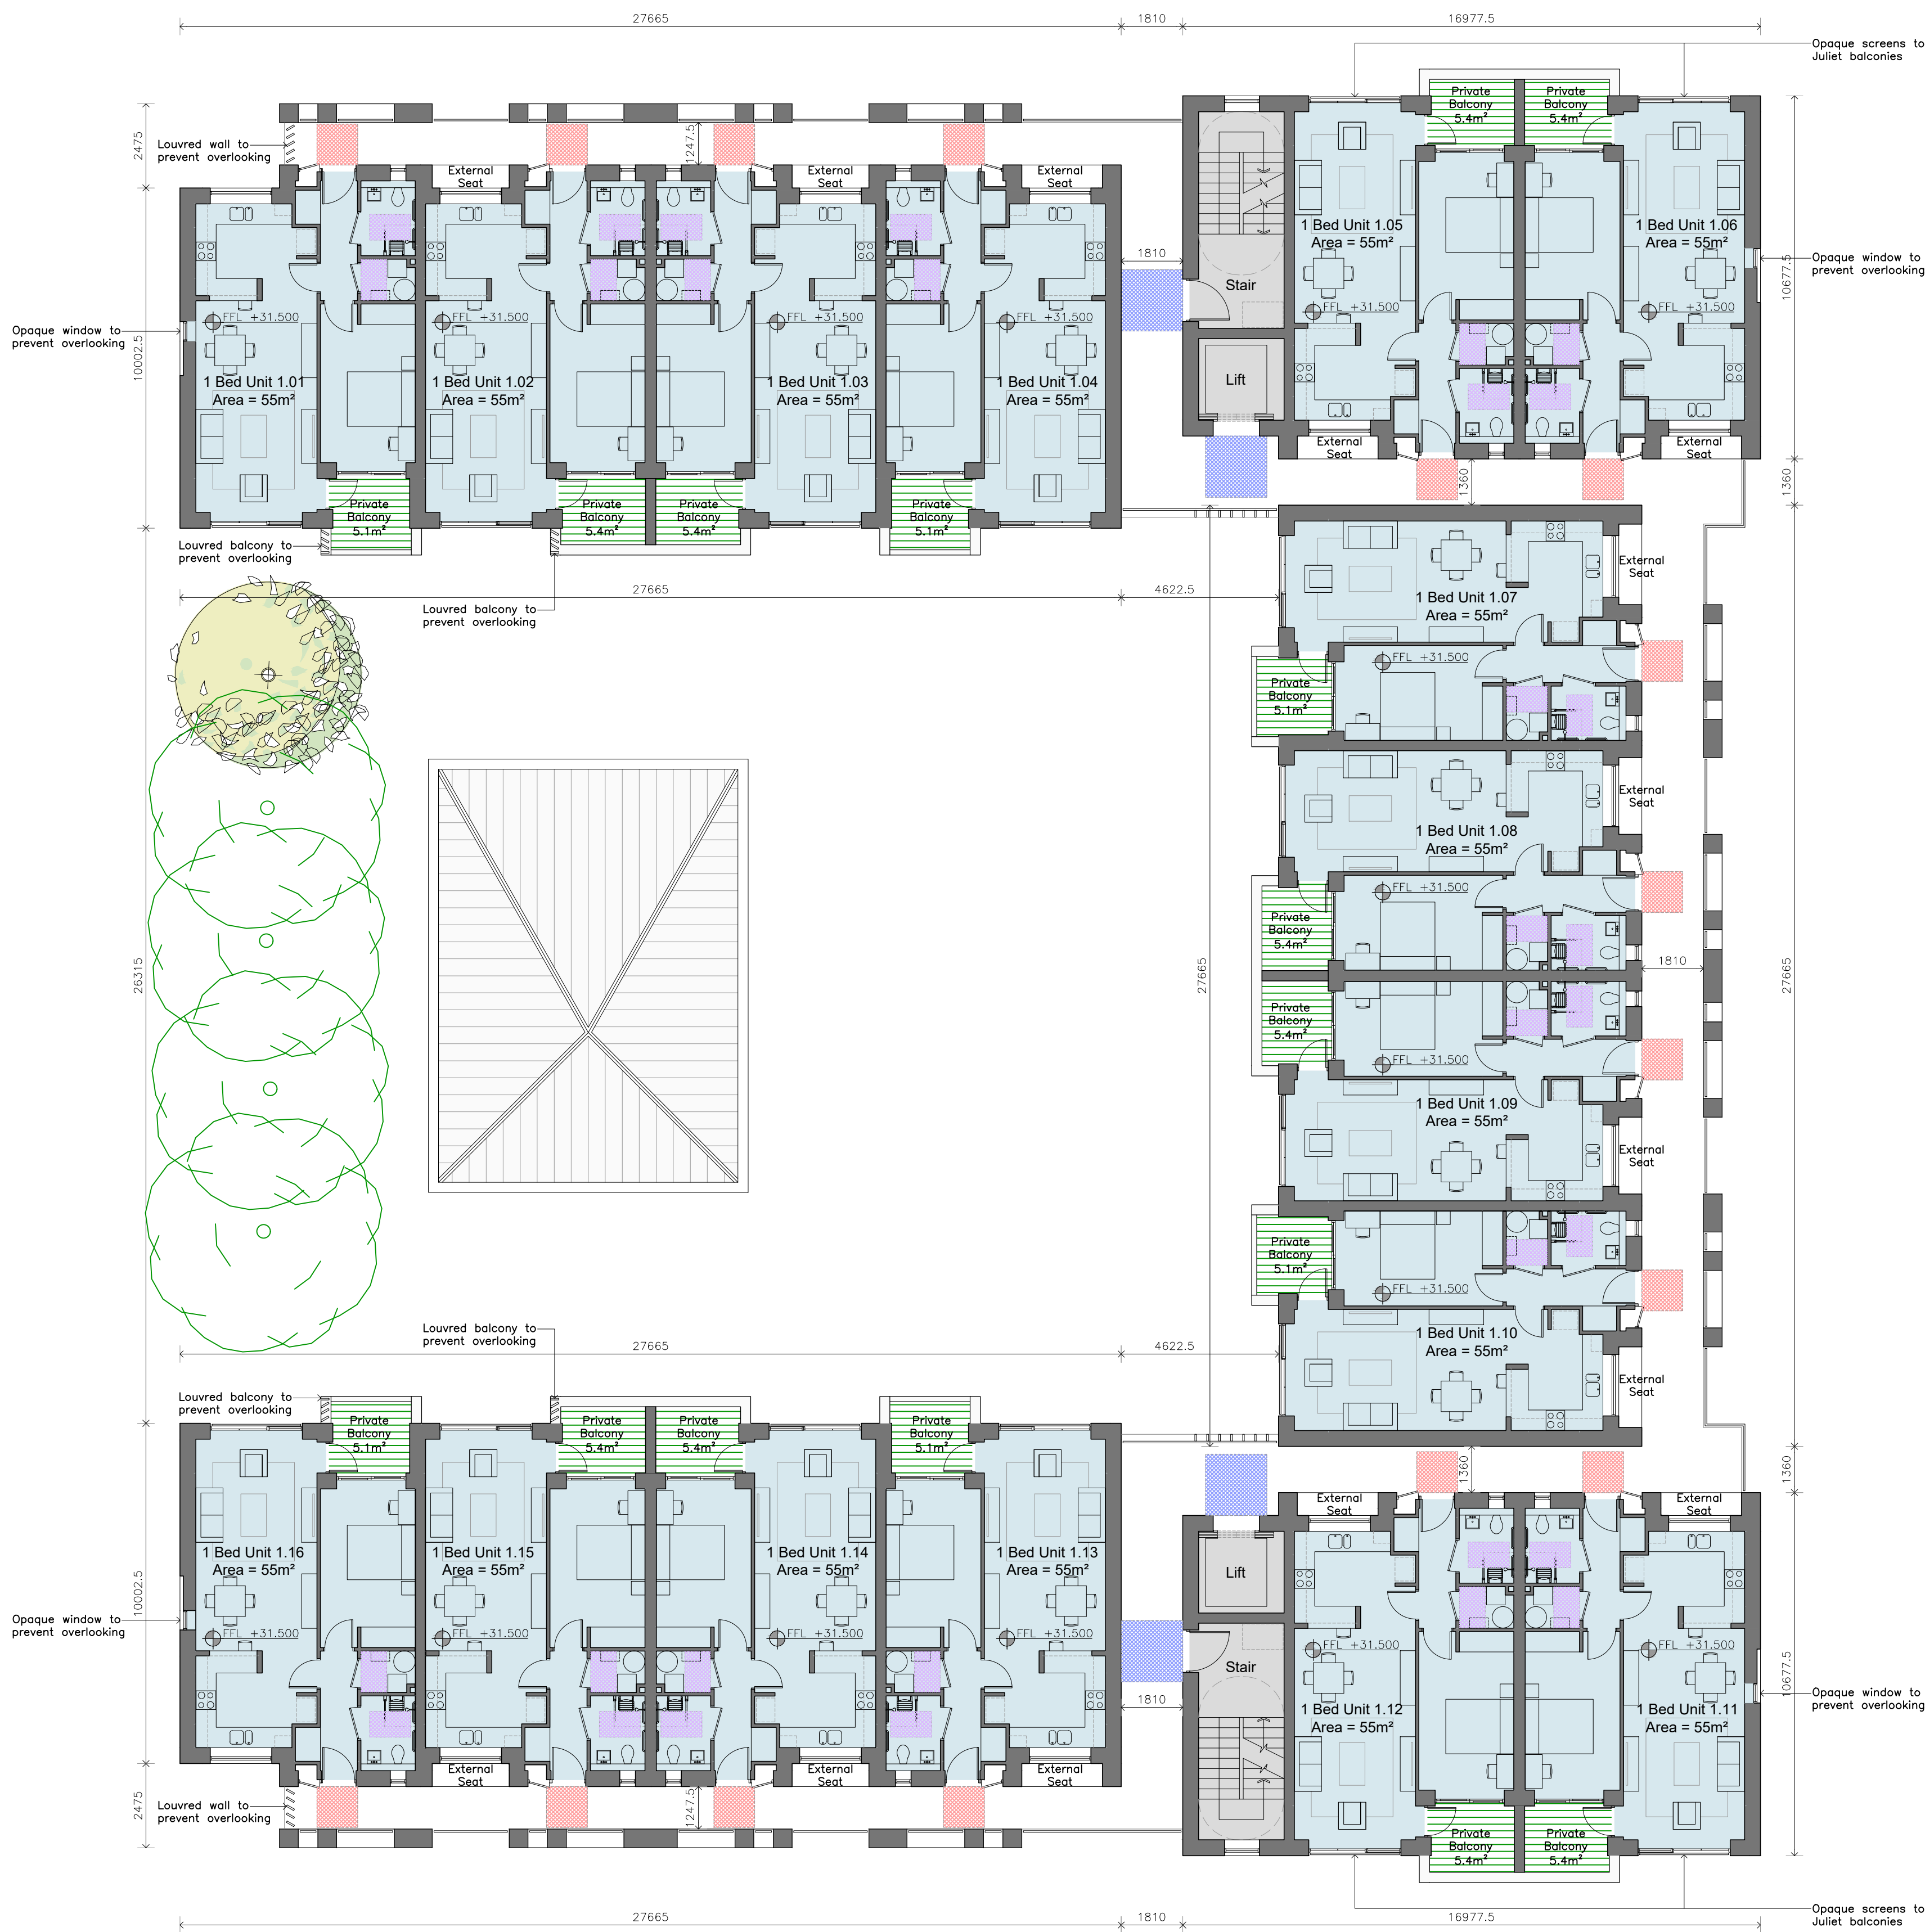 27665
1810
16977.5
Opaque screens to
Juliet balconies
2475
Louvred wall to
prevent overlooking
1247.5
External
Seat
External
Seat
External
Seat
Private
Balcony
5.4m²
Private
Balcony
5.4m²
1 Bed Unit 1.05
Area = 55m²
1 Bed Unit 1.06
Area = 55m²
10677.5
Opaque window to
prevent overlooking
1810
Stair
FFL +31.500
FFL +31.500
Opaque window to
prevent overlooking
10002.5
FFL +31.500
FFL +31.500
FFL +31.500
FFL +31.500
1 Bed Unit 1.01
Area = 55m²
1 Bed Unit 1.02
Area = 55m²
1 Bed Unit 1.03
Area = 55m²
1 Bed Unit 1.04
Area = 55m²
Lift
External
Seat
External
Seat
1360
1360
Private
Balcony
5.1m²
Private
Balcony
5.4m²
Private
Balcony
5.4m²
Private
Balcony
5.1m²
Louvred balcony to
prevent overlooking
27665
4622.5
Louvred balcony to
prevent overlooking
External
Seat
1 Bed Unit 1.07
Area = 55m²
FFL +31.500
Private
Balcony
5.1m²
External
Seat
1 Bed Unit 1.08
Area = 55m²
FFL +31.500
Private
Balcony
5.4m²
26315
27665
1810
27665
Private
Balcony
5.4m²
FFL +31.500
1 Bed Unit 1.09
Area = 55m²
External
Seat
Private
Balcony
5.1m²
FFL +31.500
1 Bed Unit 1.10
Area = 55m²
External
Seat
Louvred balcony to
prevent overlooking
27665
4622.5
Louvred balcony to
prevent overlooking
Private
Balcony
5.1m²
Private
Balcony
5.4m²
Private
Balcony
5.4m²
Private
Balcony
5.1m²
1360
1360
External
Seat
External
Seat
1 Bed Unit 1.16
Area = 55m²
1 Bed Unit 1.15
Area = 55m²
1 Bed Unit 1.14
Area = 55m²
1 Bed Unit 1.13
Area = 55m²
Lift
10002.5
Opaque window to
prevent overlooking
FFL +31.500
FFL +31.500
FFL +31.500
FFL +31.500
FFL +31.500
FFL +31.500
Stair
1810
10677.5
Opaque window to
prevent overlooking
1 Bed Unit 1.12
Area = 55m²
1 Bed Unit 1.11
Area = 55m²
External
Seat
External
Seat
External
Seat
2475
Louvred wall to
prevent overlooking
1247.5
Private
Balcony
5.4m²
Private
Balcony
5.4m²
Opaque screens to
Juliet balconies
27665
1810
16977.5